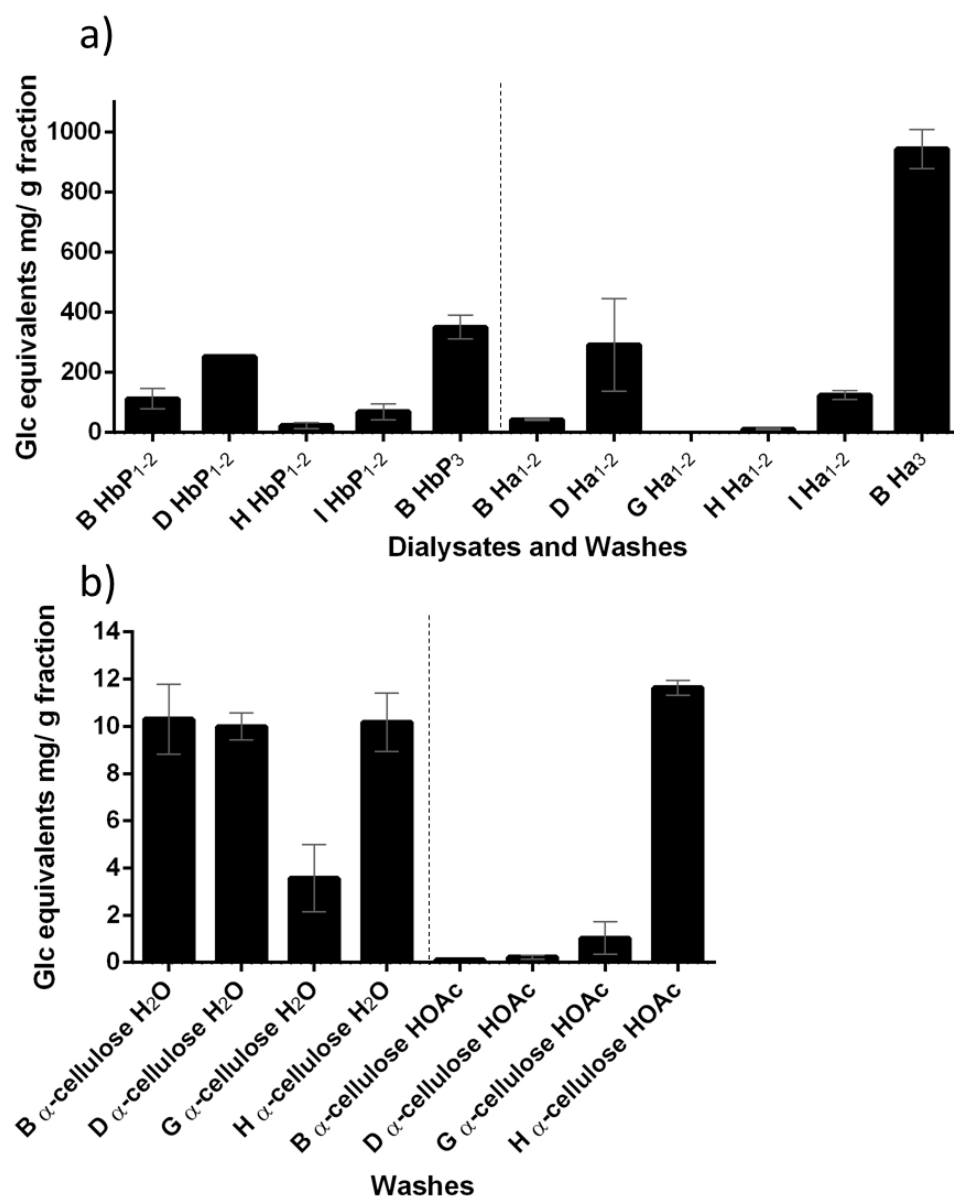 a)
Glc equivalents mg/ g fraction
1000
800
600
400
200
0
B HbP1-2
D HbP1-2
H HbP1-2
I HbP1-2
B HbP3
B Ha1-2
D Ha1-2
G Ha1-2
H Ha1-2
I Ha1-2
B Ha3
Dialysates and Washes
b)
Glc equivalents mg/ g fraction
14
12
10
8
6
4
2
0
B α-cellulose H2O
D α-cellulose H2O
G α-cellulose H2O
H α-cellulose H2O
B α-cellulose HOAc
D α-cellulose HOAc
G α-cellulose HOAc
H α-cellulose HOAc
Washes